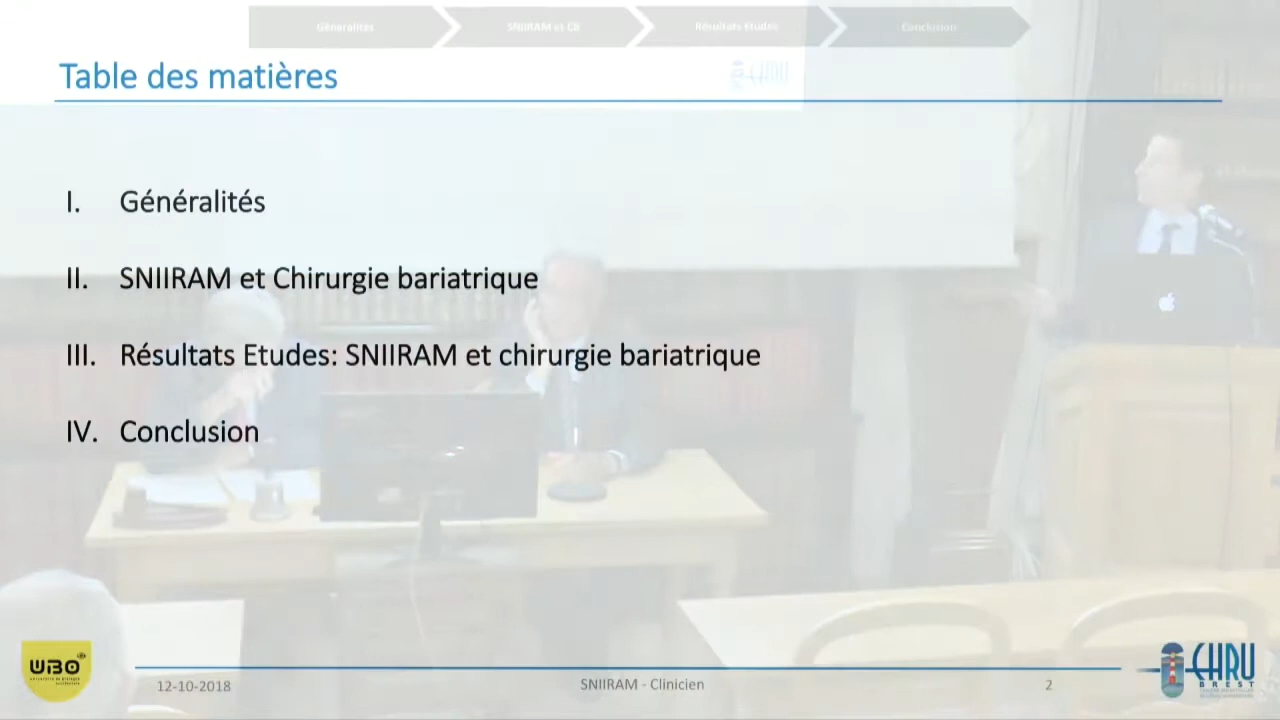 Généralités
SNIIRAM et CB
Résultats Etudes
Conclusion
Table des matières
CHRU
I. Généralités
II. SNIIRAM et Chirurgie bariatrique
III. Résultats Etudes: SNIIRAM et chirurgie bariatrique
IV. Conclusion
UBO
12-10-2018
SNIIRAM - Clinicien
2
CHRU
BREST